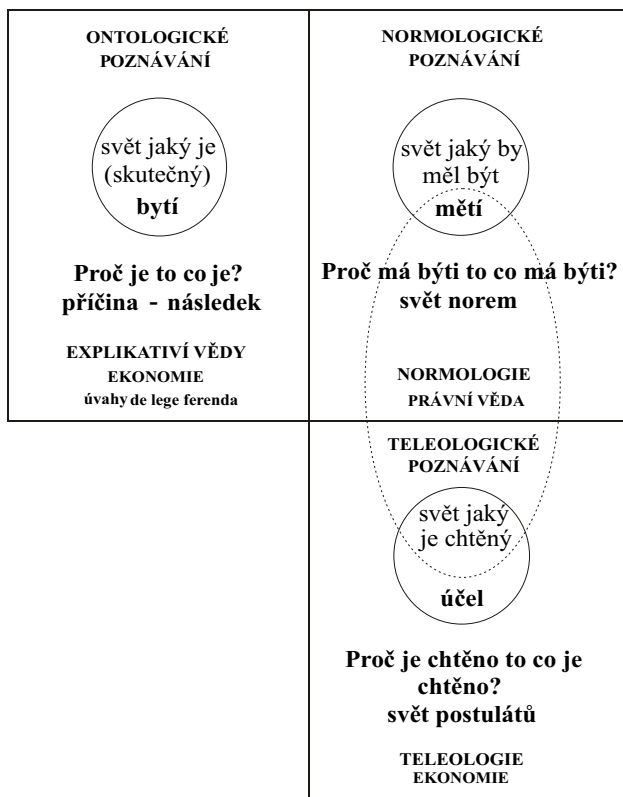 ONTOLOGICKÉ
POZNÁVÁNÍ
svět jaký je
(skutečný)
bytí
Proč je to co je?
příčina - následek
EXPLIKATIVÍ VĚDY
EKONOMIE
úvahy de lege ferenda
NORMOLOGICKÉ
POZNÁVÁNÍ
svět jaký by
měl být
mětí
Proč má býti to co má býti?
svět norem
NORMOLOGIE
PRÁVNÍ VĚDA
TELEOLOGICKÉ
POZNÁVÁNÍ
svět jaký
je chtěný
účel
Proč je chtěno to co je
chtěno?
svět postulátů
TELEOLOGIE
EKONOMIE